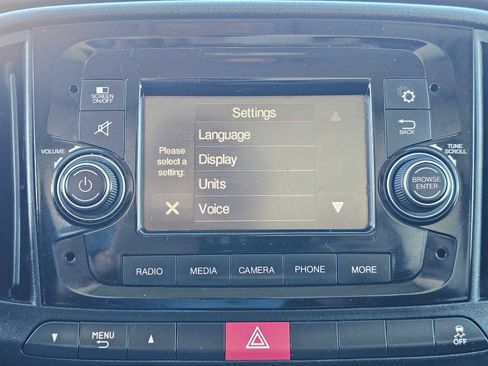 SCREEN
ON/OFF
VOLUME
Settings
Please
select a
setting:
Language
Display
Units
Voice
BACK
TUNE
SCROLL
BROWSE
ENTER
RADIO
MEDIA
CAMERA
PHONE
MORE
MENU
OFF